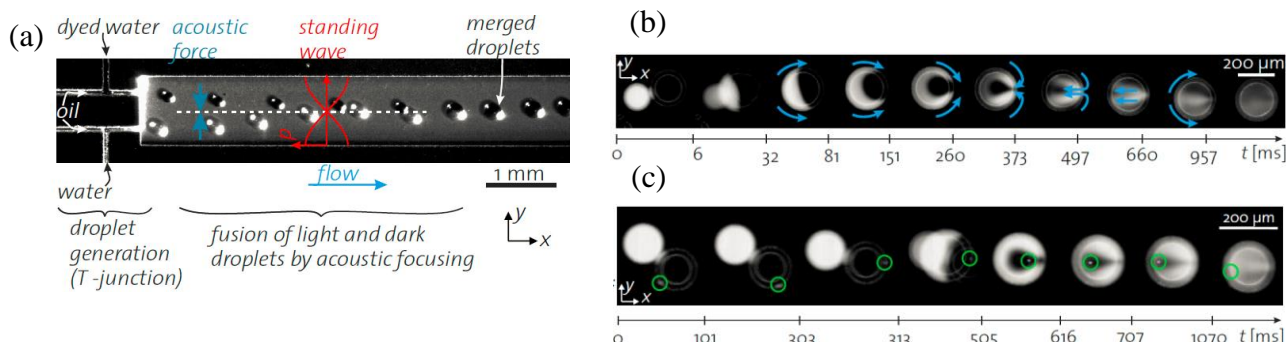 (a)
dyed water
acoustic
force
standing
wave
merged
droplets
oil
p
flow
1 mm
water
droplet
generation
(T-junction)
fusion of light and dark
droplets by acoustic focusing
y
x
(b)
y
x
200 µm
0 6 32 81 151 260 373 497 660 957 t [ms]
(c)
200 µm
y
x
0 101 303 313 505 616 707 1070 t [ms]